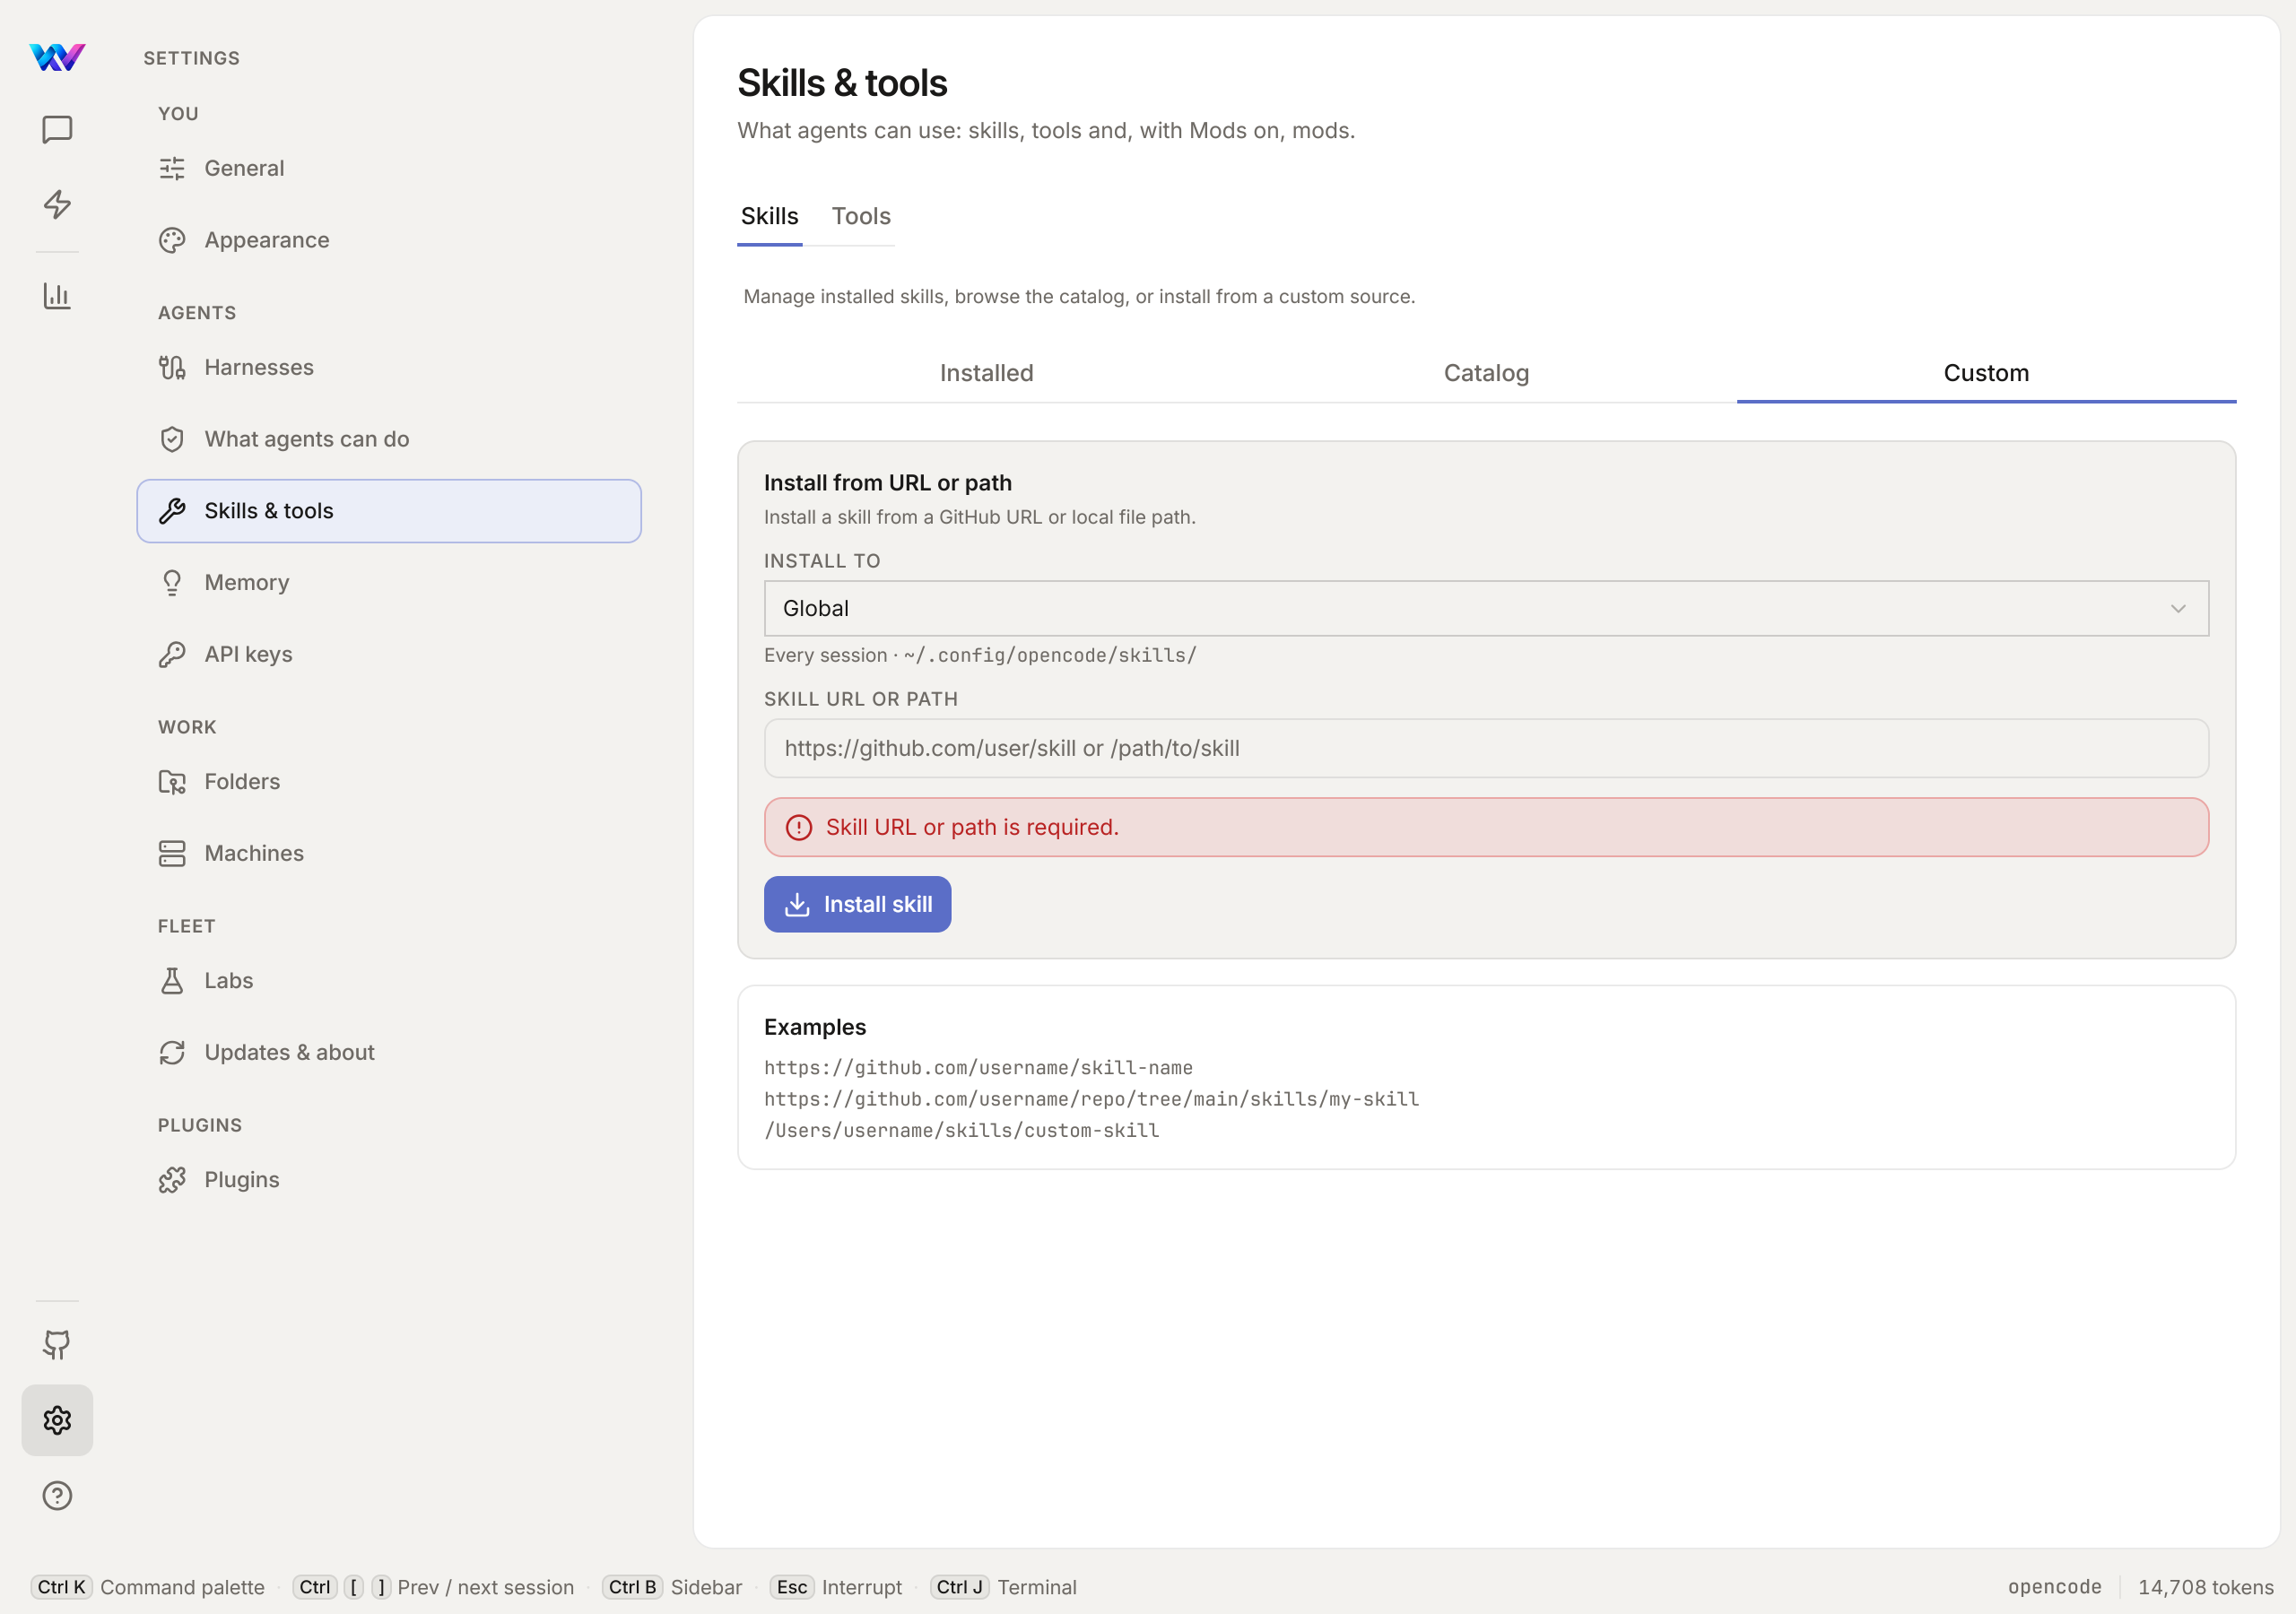 SETTINGS
YOU
General
Appearance
AGENTS
Harnesses
What agents can do
Skills & tools
Memory
API keys
WORK
Folders
Machines
FLEET
Labs
Updates & about
PLUGINS
Plugins
Skills & tools
What agents can use: skills, tools and, with Mods on, mods.
Skills Tools
Manage installed skills, browse the catalog, or install from a custom source.
Installed Catalog Custom
Install from URL or path
Install a skill from a GitHub URL or local file path.
INSTALL TO
Global
Every session · ~/.config/opencode/skills/
SKILL URL OR PATH
https://github.com/user/skill or /path/to/skill
Skill URL or path is required.
Install skill
Examples
https://github.com/username/skill-name
https://github.com/username/repo/tree/main/skills/my-skill
/Users/username/skills/custom-skill
Ctrl K Command palette · Ctrl [ ] Prev / next session · Ctrl B Sidebar · Esc Interrupt · Ctrl J Terminal opencode 14,708 tokens